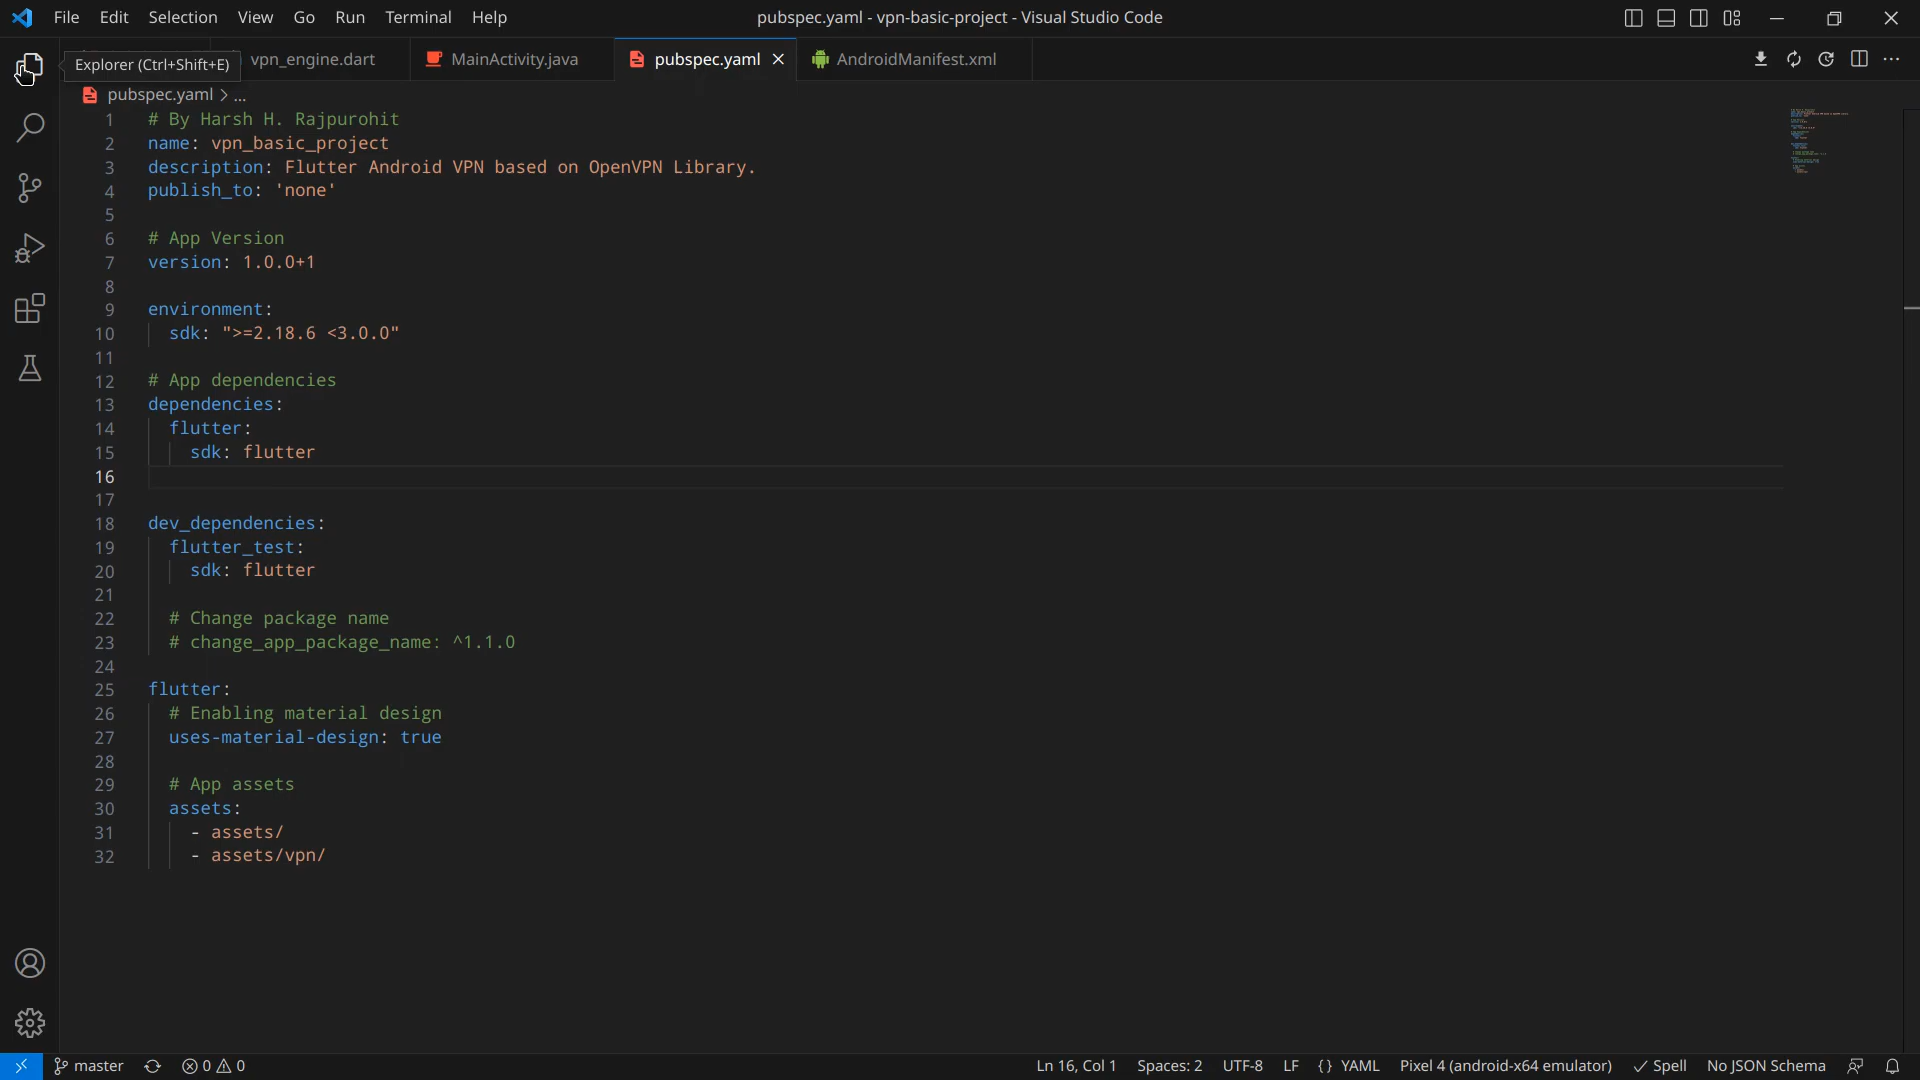 File Edit Selection View Go Run Terminal Help
pubspec.yaml - vpn-basic-project - Visual Studio Code
Explorer (Ctrl+Shift+E)
vpn_engine.dart
MainActivity.java
pubspec.yaml
AndroidManifest.xml
pubspec.yaml > ...
1 # By Harsh H. Rajpurohit
2 name: vpn_basic_project
3 description: Flutter Android VPN based on OpenVPN Library.
4 publish_to: 'none'
5
6 # App Version
7 version: 1.0.0+1
8
9 environment:
10 sdk: ">=2.18.6 <3.0.0"
11
12 # App dependencies
13 dependencies:
14 flutter:
15 sdk: flutter
16
17
18 dev_dependencies:
19 flutter_test:
20 sdk: flutter
21
22 # Change package name
23 # change_app_package_name: ^1.1.0
24
25 flutter:
26 # Enabling material design
27 uses-material-design: true
28
29 # App assets
30 assets:
31 - assets/
32 - assets/vpn/
master 0 0 Ln 16, Col 1 Spaces: 2 UTF-8 LF {} YAML Pixel 4 (android-x64 emulator) Spell No JSON Schema